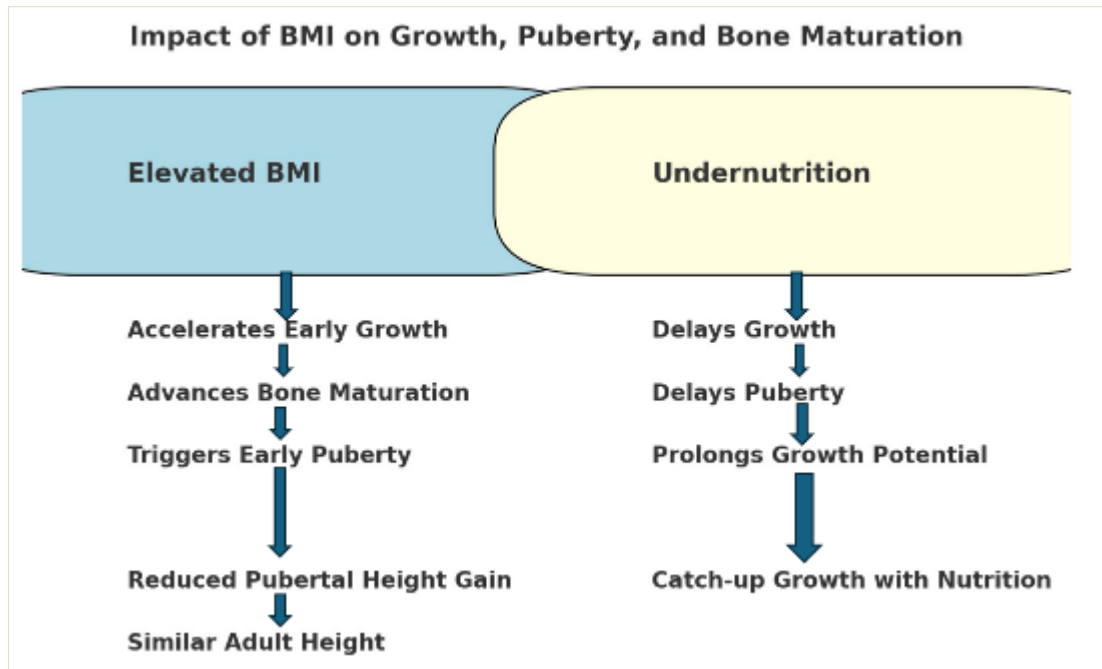 Impact of BMI on Growth, Puberty, and Bone Maturation
Elevated BMI
Accelerates Early Growth
Advances Bone Maturation
Triggers Early Puberty
Reduced Pubertal Height Gain
Similar Adult Height
Undernutrition
Delays Growth
Delays Puberty
Prolongs Growth Potential
Catch-up Growth with Nutrition